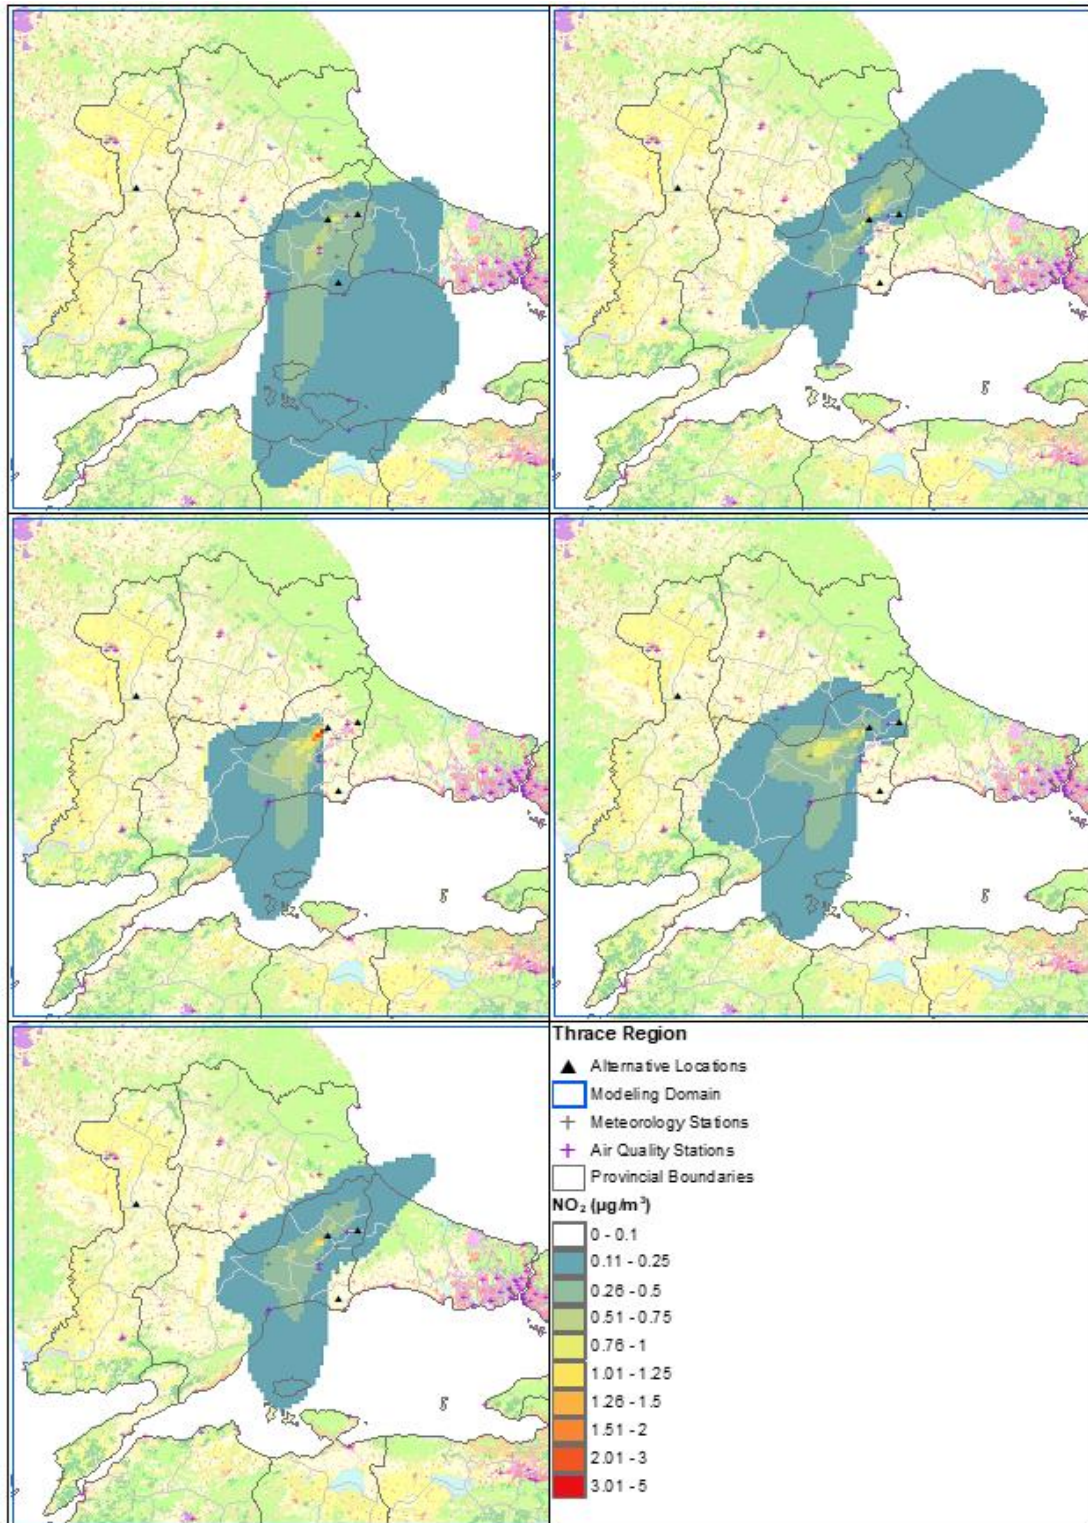 Thrace Region
Alternative Locations
Modeling Domain
Meteorology Stations
Air Quality Stations
Provincial Boundaries
NO₂ (µg/m³)
0 - 0.1
0.11 - 0.25
0.26 - 0.5
0.51 - 0.75
0.76 - 1
1.01 - 1.25
1.26 - 1.5
1.51 - 2
2.01 - 3
3.01 - 5